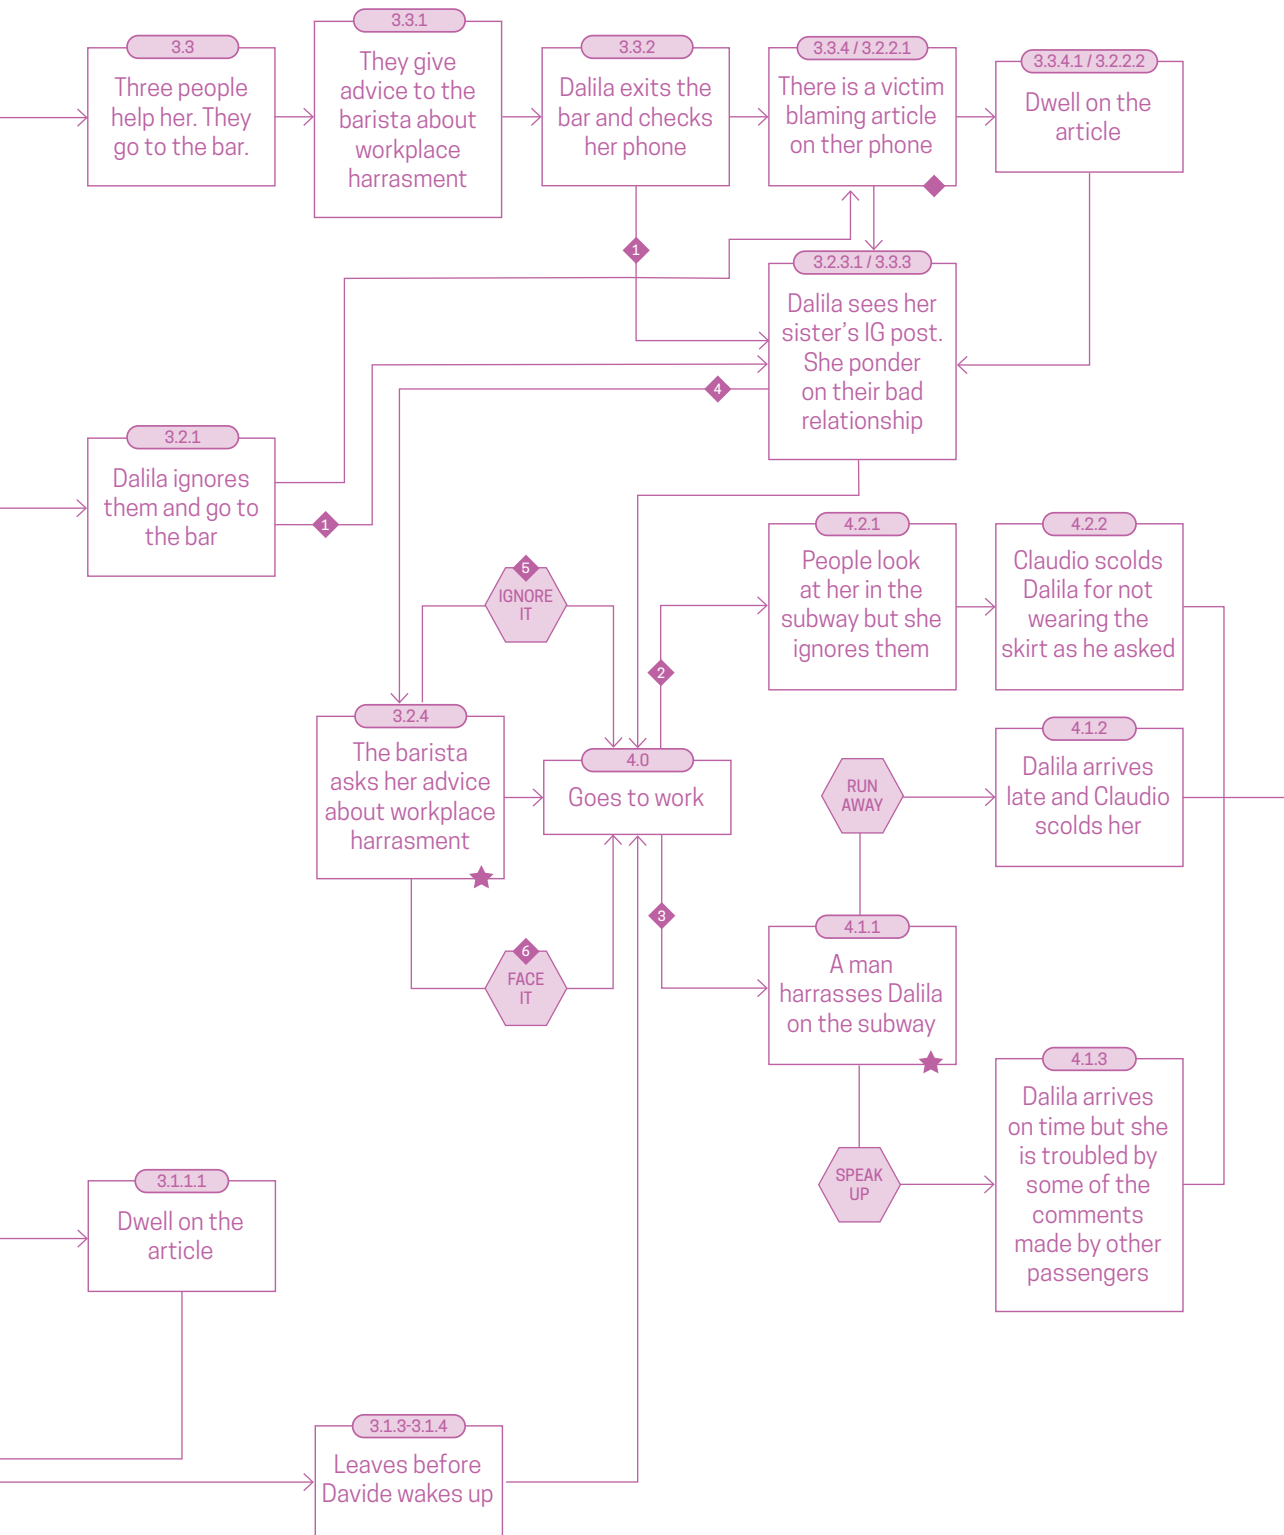 3.3
Three people
help her. They
go to the bar.
3.3.1
They give
advice to the
barista about
workplace
harrasment
3.3.2
Dalila exits the
bar and checks
her phone
3.3.4 / 3.2.2.1
There is a victim
blaming article
on ther phone
3.3.4.1 / 3.2.2.2
Dwell on the
article
1
3.2.3.1 / 3.3.3
Dalila sees her
sister's IG post.
She ponder
on their bad
relationship
4
3.2.1
Dalila ignores
them and go to
the bar
1
5
IGNORE
IT
4.2.1
People look
at her in the
subway but she
ignores them
4.2.2
Claudio scolds
Dalila for not
wearing the
skirt as he asked
2
3.2.4
The barista
asks her advice
about workplace
harrasment
4.0
Goes to work
RUN
AWAY
4.1.2
Dalila arrives
late and Claudio
scolds her
3
6
FACE
IT
4.1.1
A man
harrasses Dalila
on the subway
4.1.3
Dalila arrives
on time but she
is troubled by
some of the
comments
made by other
passengers
SPEAK
UP
3.1.1.1
Dwell on the
article
3.1.3-3.1.4
Leaves before
Davide wakes up